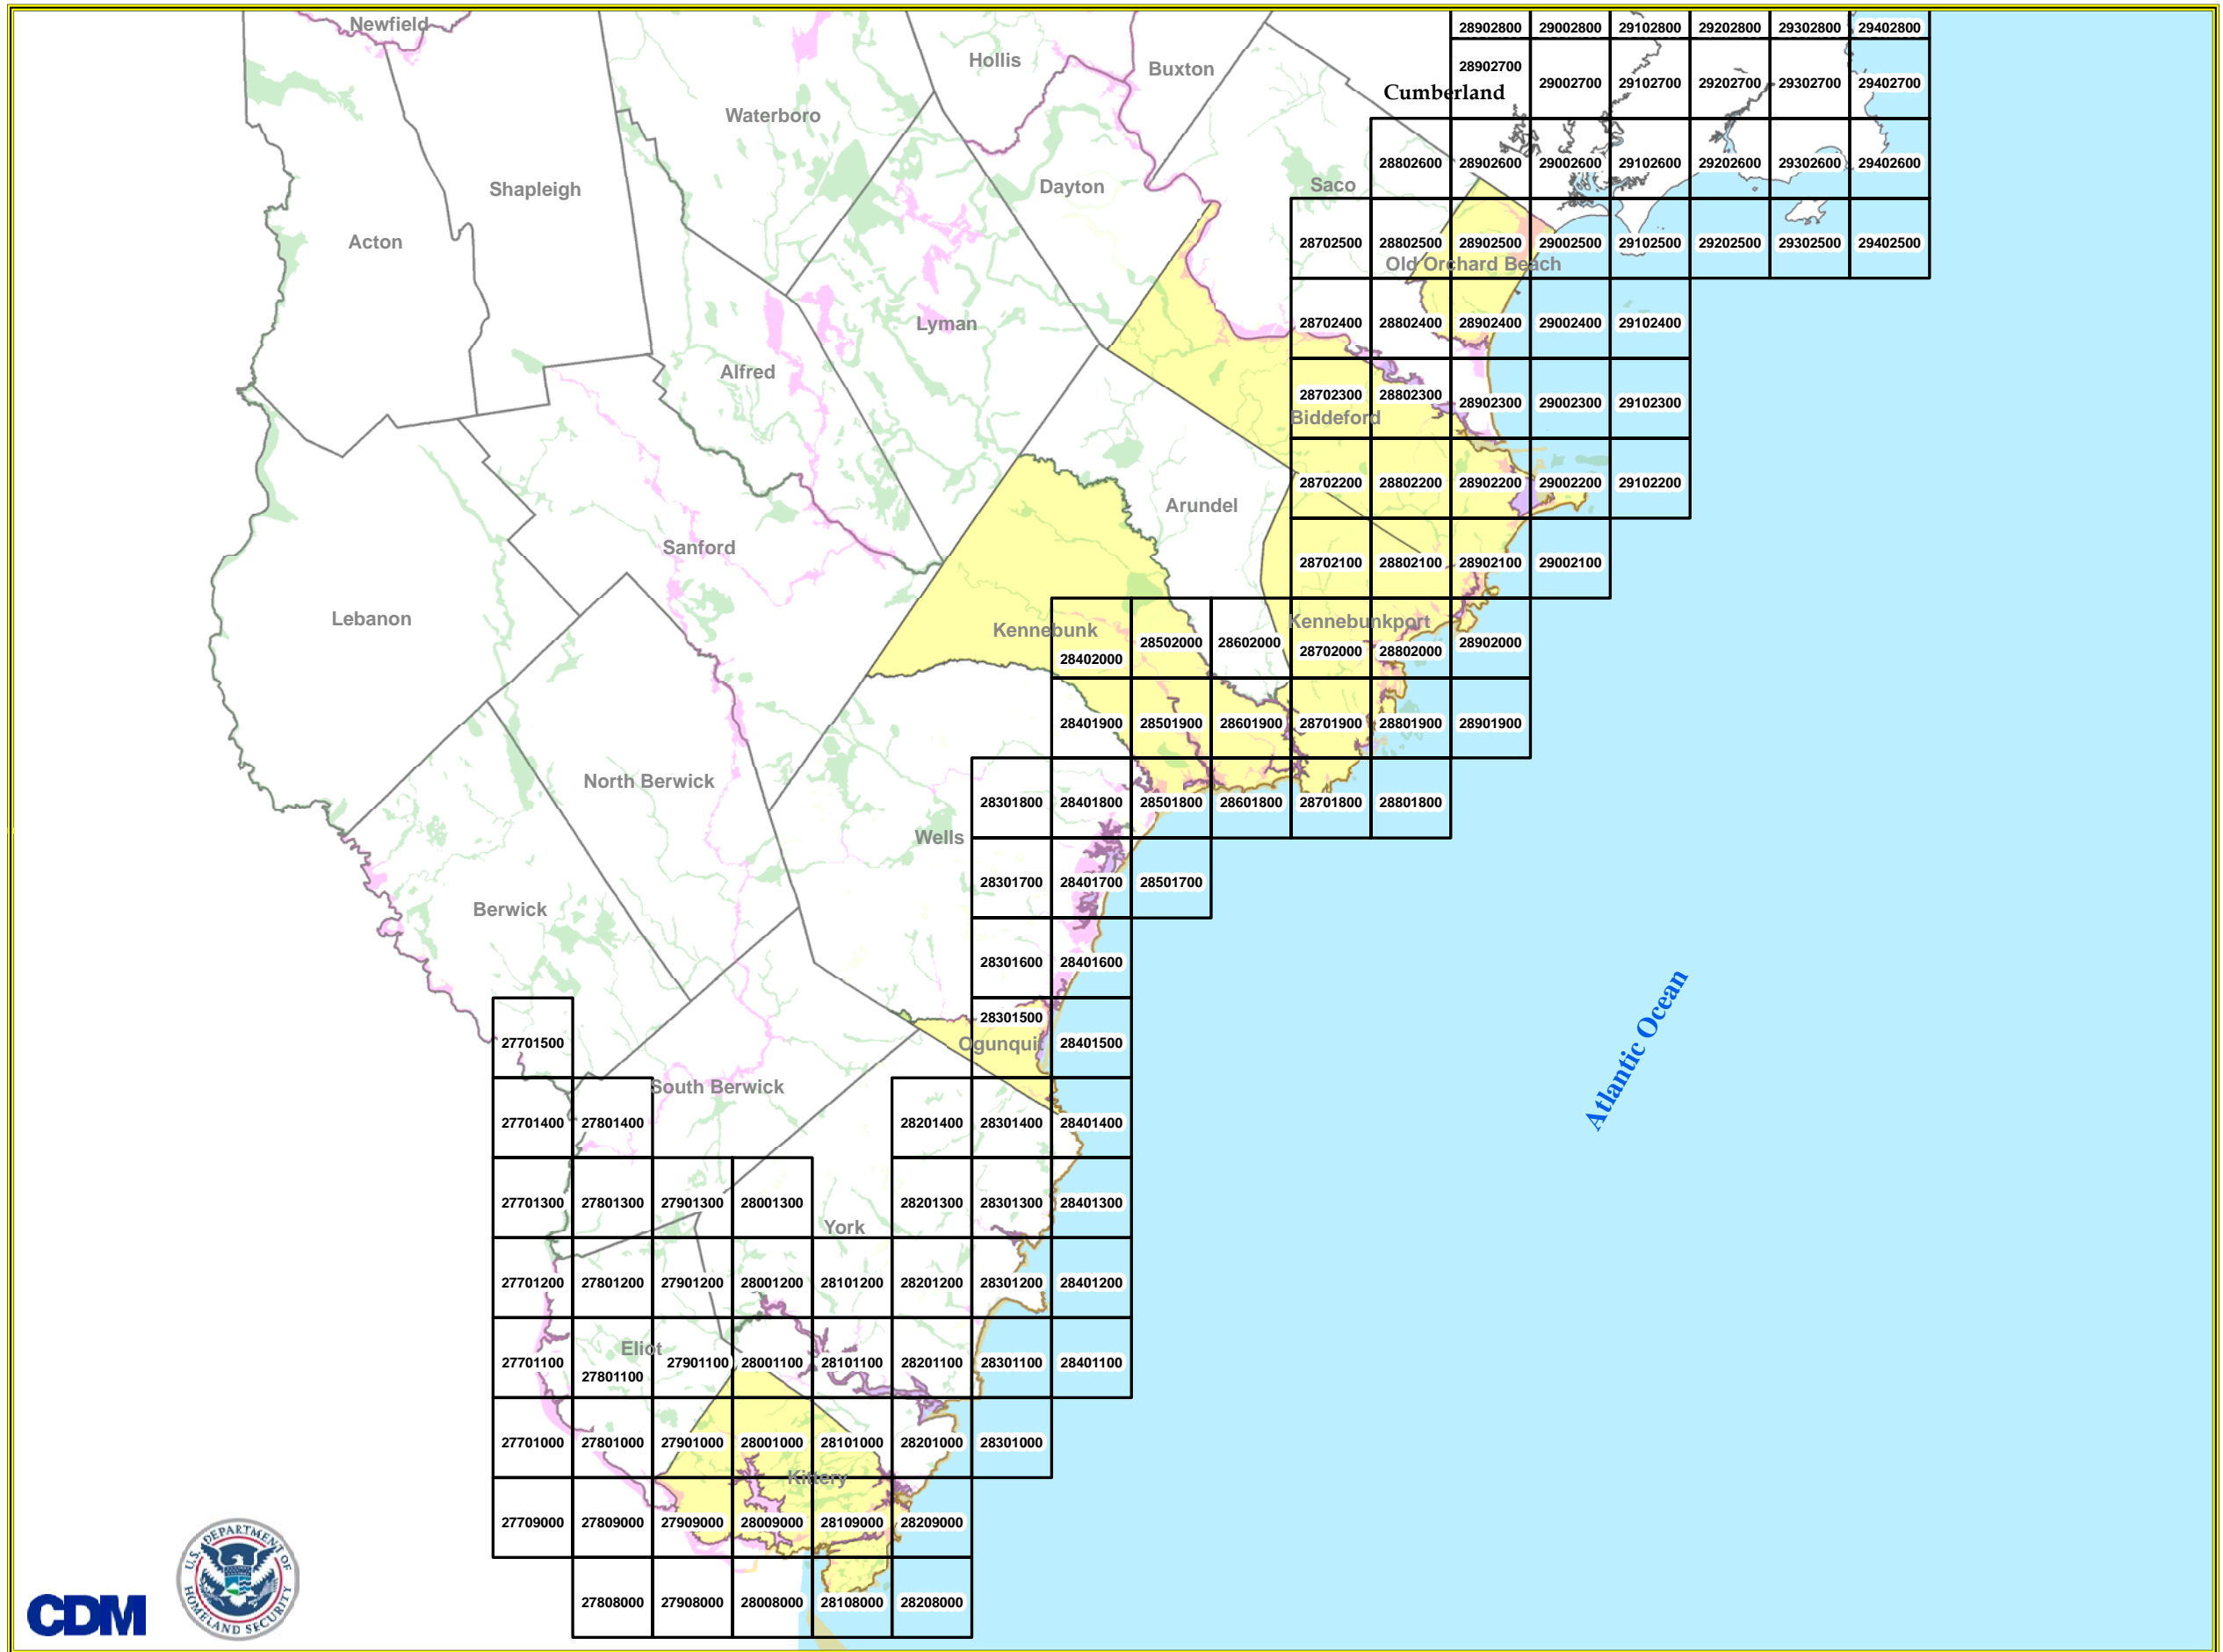 Newfield
28902800 29002800 29102800 29202800 29302800 29402800
Hollis
Buxton
28902700
29002700 29102700 29202700 29302700 29402700
Cumberland
Waterboro
28802600 28902600 29002600 29102600 29202600 29302600 29402600
Shapleigh
Dayton
Saco
Acton
28702500 28802500 28902500 29002500 29102500 29202500 29302500 29402500
Old Orchard Beach
Lyman
28702400 28802400 28902400 29002400 29102400
Alfred
28702300 28802300 28902300 29002300 29102300
Biddeford
28702200 28802200 28902200 29002200 29102200
Arundel
Sanford
28702100 28802100 28902100 29002100
Lebanon
Kennebunk
Kennebunkport
28402000 28502000 28602000 28702000 28802000 28902000
28401900 28501900 28601900 28701900 28801900 28901900
North Berwick
28301800 28401800 28501800 28601800 28701800 28801800
Wells
28301700 28401700 28501700
Berwick
28301600 28401600
Atlantic Ocean
28301500
27701500
Ogunquit
28401500
South Berwick
27701400 27801400 28201400 28301400 28401400
27701300 27801300 27901300 28001300 28201300 28301300 28401300
York
27701200 27801200 27901200 28001200 28101200 28201200 28301200 28401200
Eliot
27701100 27801100 27901100 28001100 28101100 28201100 28301100 28401100
27701000 27801000 27901000 28001000 28101000 28201000 28301000
Kittery
27709000 27809000 27909000 28009000 28109000 28209000
27808000 27908000 28008000 28108000 28208000
CDM
U.S. DEPARTMENT OF
HOMELAND SECURITY